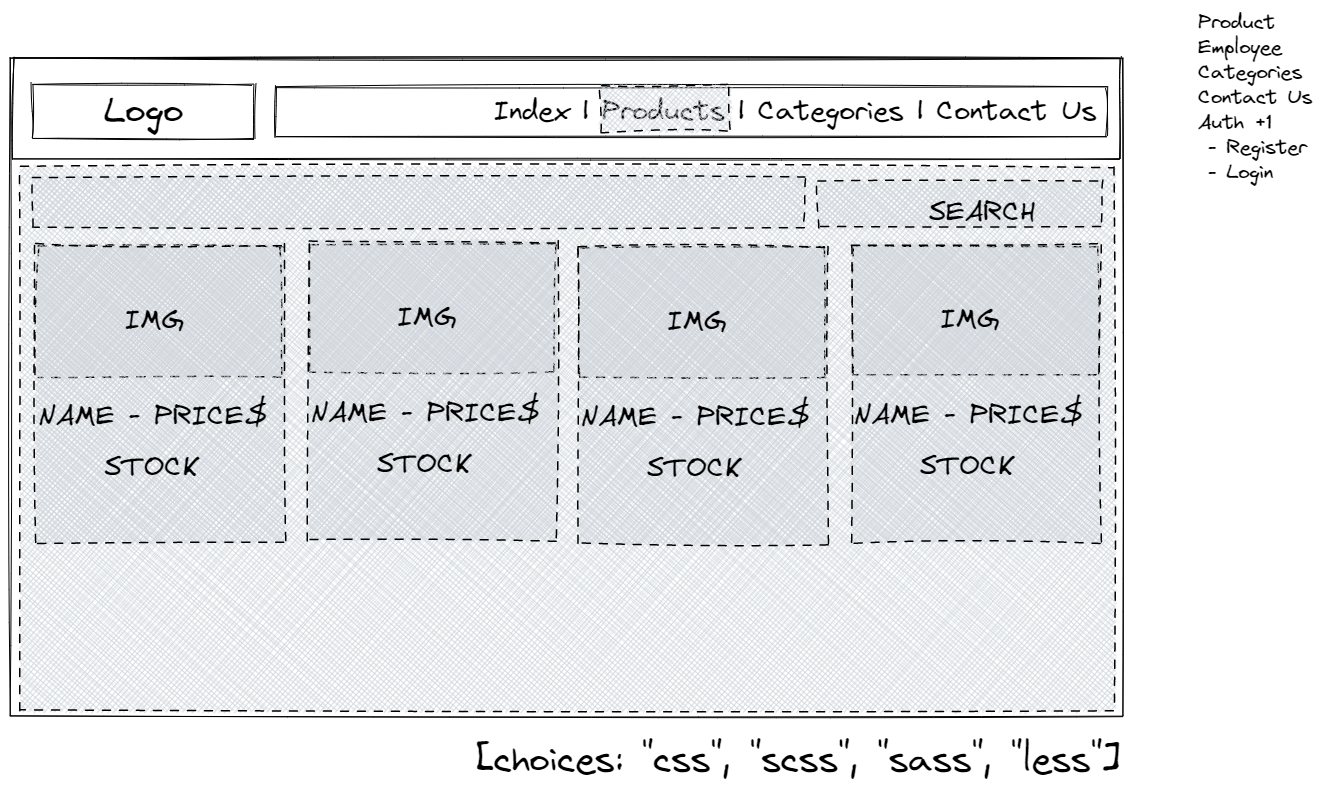 Product
Employee
Categories
Contact Us
Auth +1
- Register
- Login
Logo
Index | Products | Categories | Contact Us
SEARCH
IMG IMG IMG IMG
NAME - PRICE$ NAME - PRICE$ NAME - PRICE$ NAME - PRICE$
STOCK STOCK STOCK STOCK
[choices: "css", "scss", "sass", "less"]